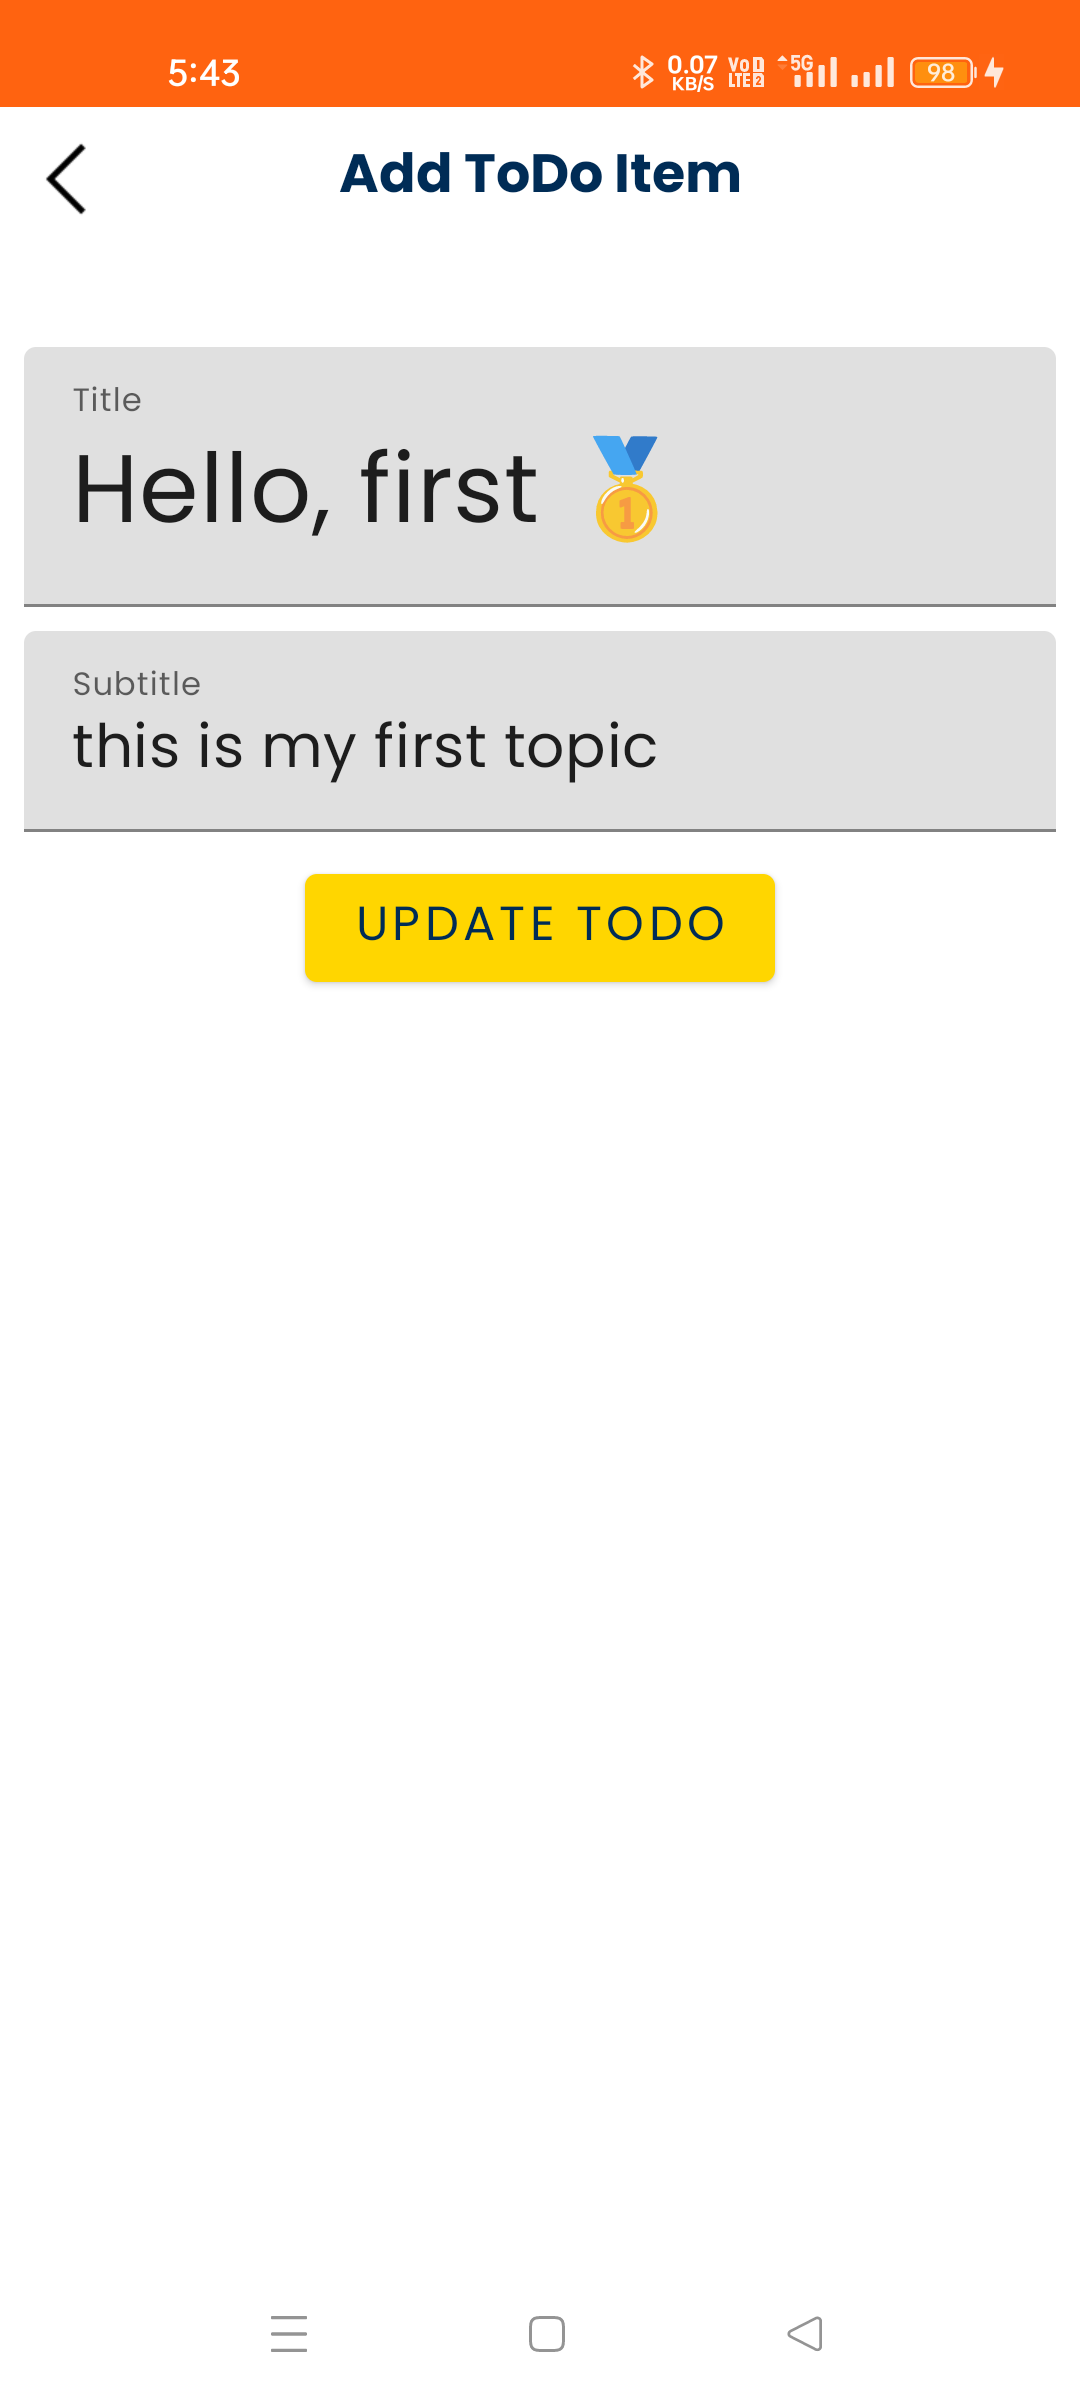 5:43 0.07 KB/S VoLTE 1 2 5G 98
Add ToDo Item
Title
Hello, first 🥇
Subtitle
this is my first topic
UPDATE TODO